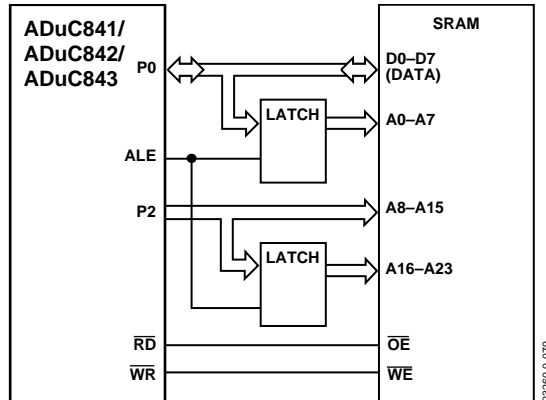 ADuC841/
ADuC842/
ADuC843
SRAM
P0
D0–D7
(DATA)
LATCH
A0–A7
ALE
P2
A8–A15
LATCH
A16–A23
RD
OE
WR
WE